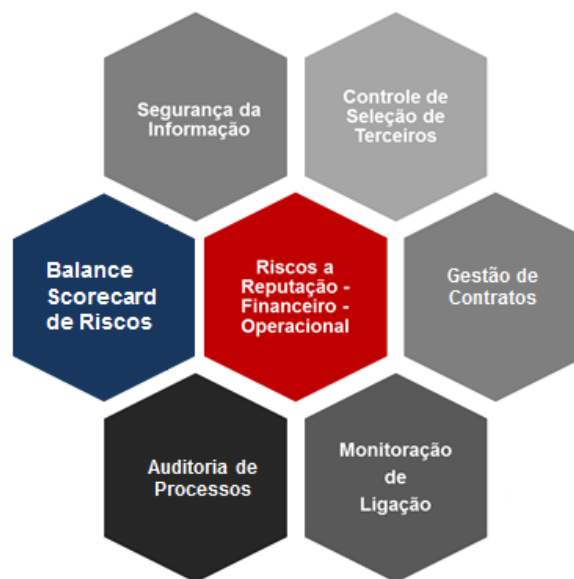 Segurança da
Informação
Controle de
Seleção de
Terceiros
Balance
Scorecard
de Riscos
Riscos a
Reputação -
Financeiro -
Operacional
Gestão de
Contratos
Auditoria de
Processos
Monitoração
de
Ligação